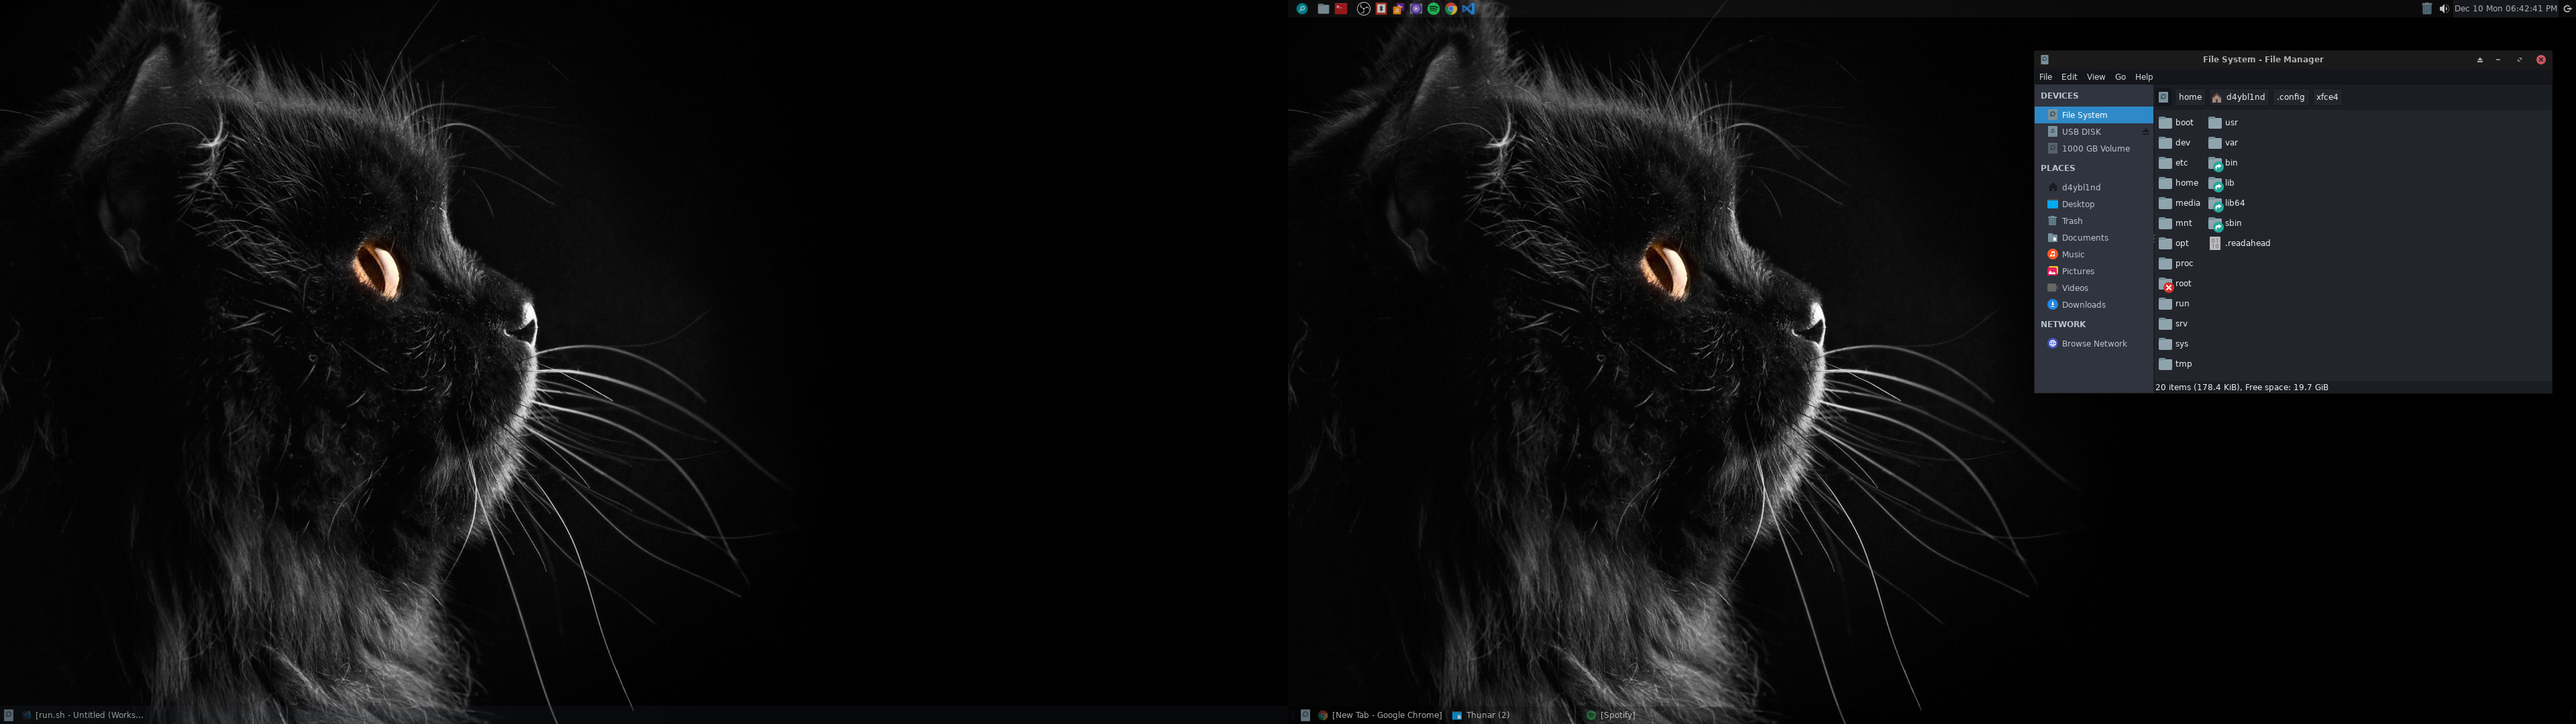 Dec 10 Mon 06:42:41 PM
File System - File Manager
File Edit View Go Help
DEVICES
File System
USB DISK
1000 GB Volume
PLACES
d4ybl1nd
Desktop
Trash
Documents
Music
Pictures
Videos
Downloads
NETWORK
Browse Network
home d4ybl1nd .config xfce4
boot usr
dev var
etc bin
home lib
media lib64
mnt sbin
opt .readahead
proc
root
run
srv
sys
tmp
20 items (178.4 KiB), Free space: 19.7 GiB
[run.sh - Untitled (Works...
[New Tab - Google Chrome] Thunar (2) [Spotify]